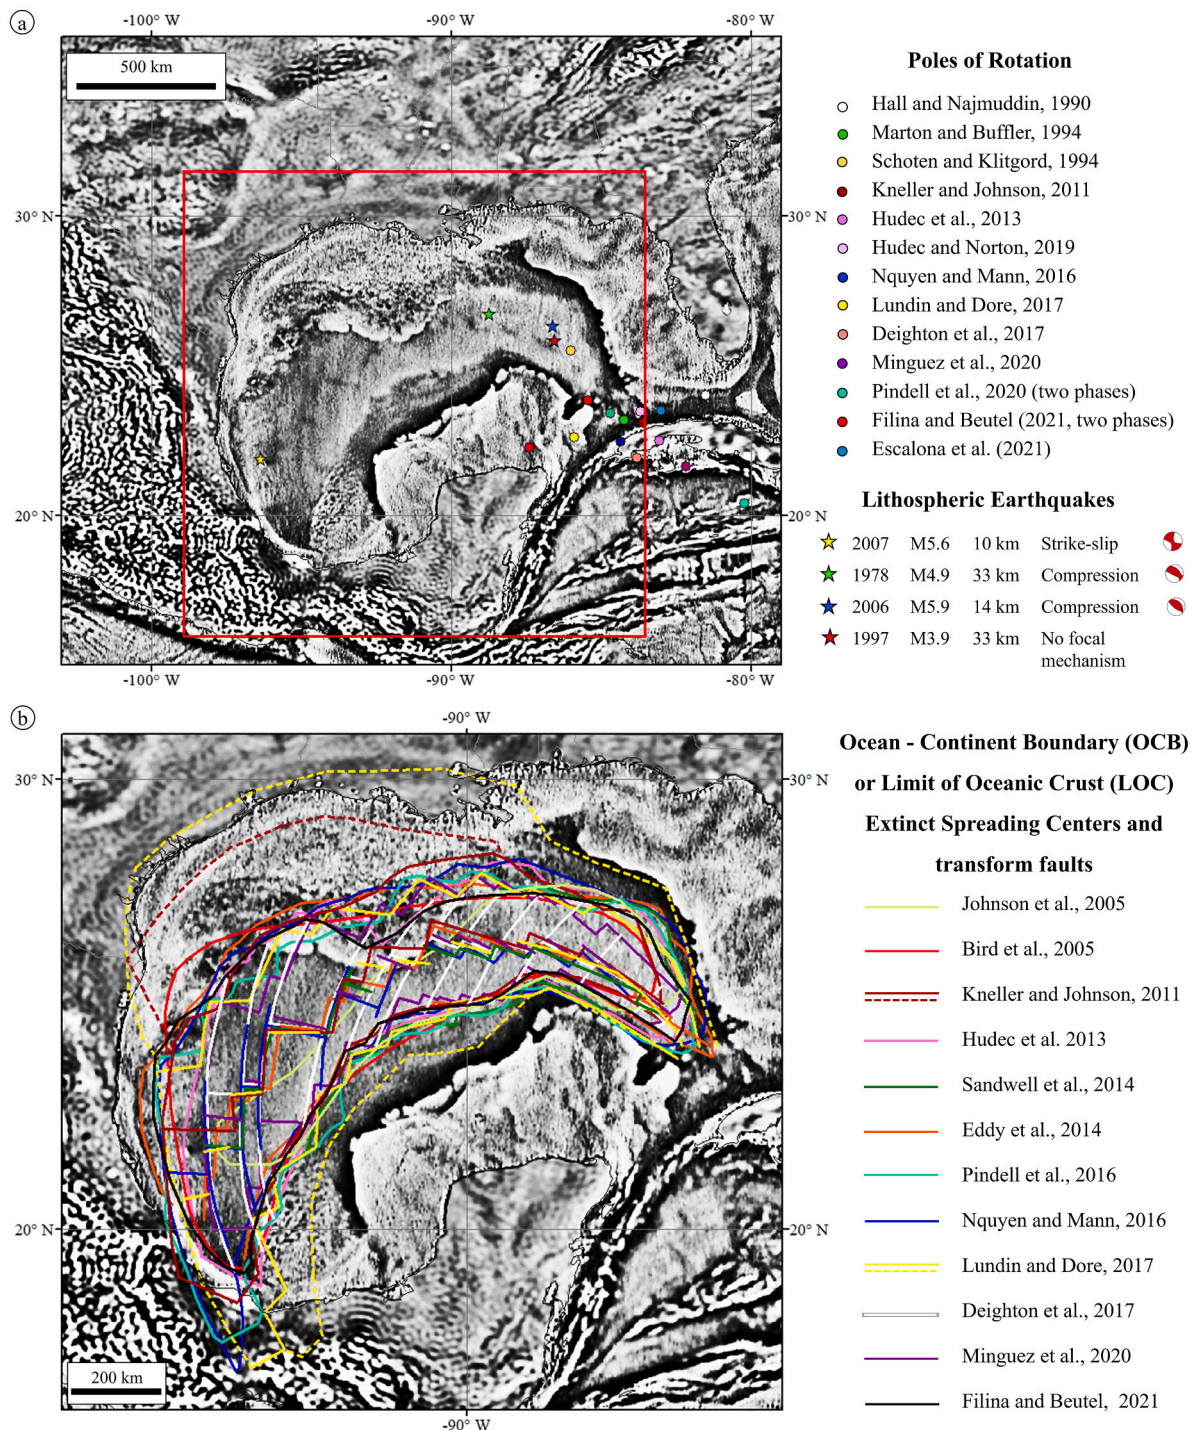 a
-100° W
-90° W
-80° W
500 km
30° N
30° N
20° N
20° N
-100° W
-90° W
-80° W
Poles of Rotation
Hall and Najmuddin, 1990
Marton and Buffler, 1994
Schoten and Klitgord, 1994
Kneller and Johnson, 2011
Hudec et al., 2013
Hudec and Norton, 2019
Nquyen and Mann, 2016
Lundin and Dore, 2017
Deighton et al., 2017
Minguez et al., 2020
Pindell et al., 2020 (two phases)
Filina and Beutel (2021, two phases)
Escalona et al. (2021)
Lithospheric Earthquakes
2007 M5.6 10 km Strike-slip
1978 M4.9 33 km Compression
2006 M5.9 14 km Compression
1997 M3.9 33 km No focal
mechanism
b
-90° W
30° N
30° N
20° N
20° N
200 km
-90° W
Ocean - Continent Boundary (OCB)
or Limit of Oceanic Crust (LOC)
Extinct Spreading Centers and
transform faults
Johnson et al., 2005
Bird et al., 2005
Kneller and Johnson, 2011
Hudec et al. 2013
Sandwell et al., 2014
Eddy et al., 2014
Pindell et al., 2016
Nquyen and Mann, 2016
Lundin and Dore, 2017
Deighton et al., 2017
Minguez et al., 2020
Filina and Beutel, 2021